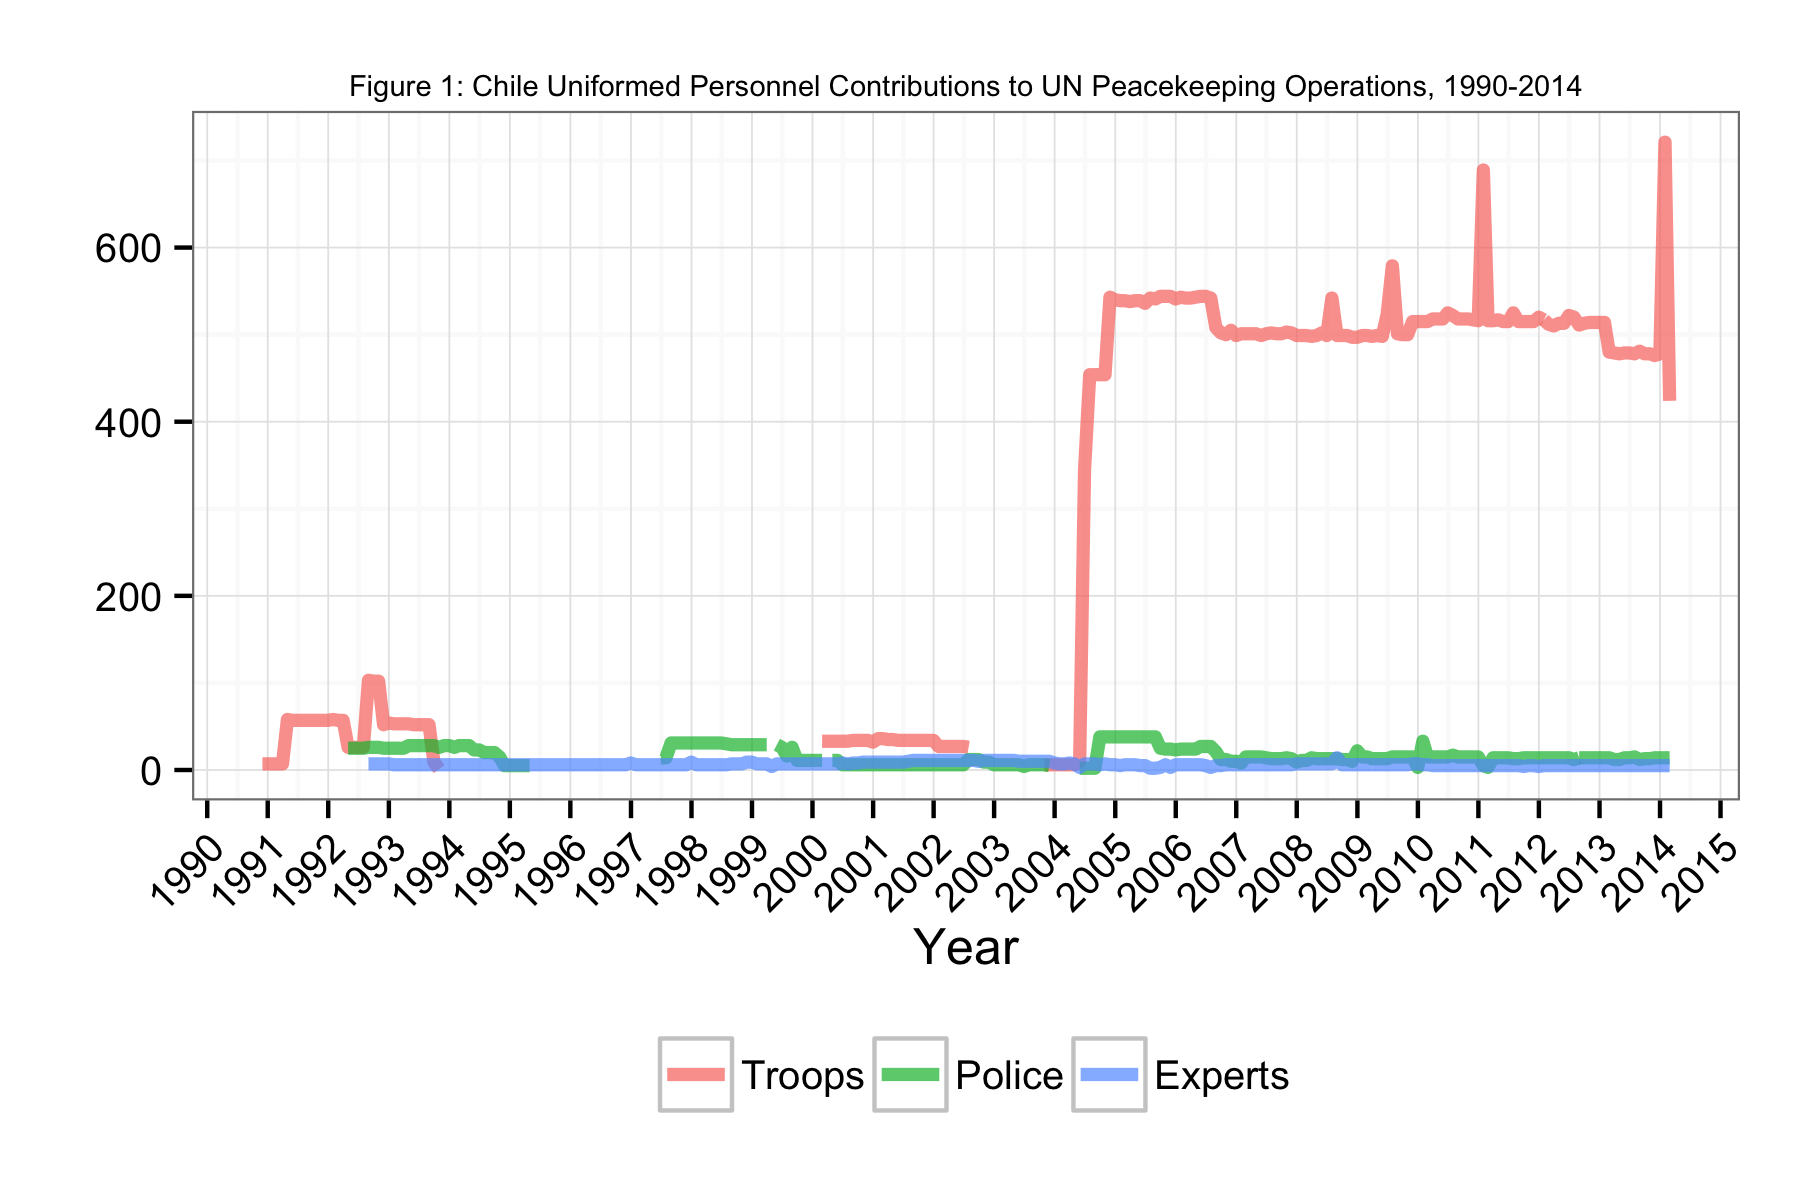 Figure 1: Chile Uniformed Personnel Contributions to UN Peacekeeping Operations, 1990-2014
600
400
200
0
1990 1991 1992 1993 1994 1995 1996 1997 1998 1999 2000 2001 2002 2003 2004 2005 2006 2007 2008 2009 2010 2011 2012 2013 2014 2015
Year
Troops Police Experts